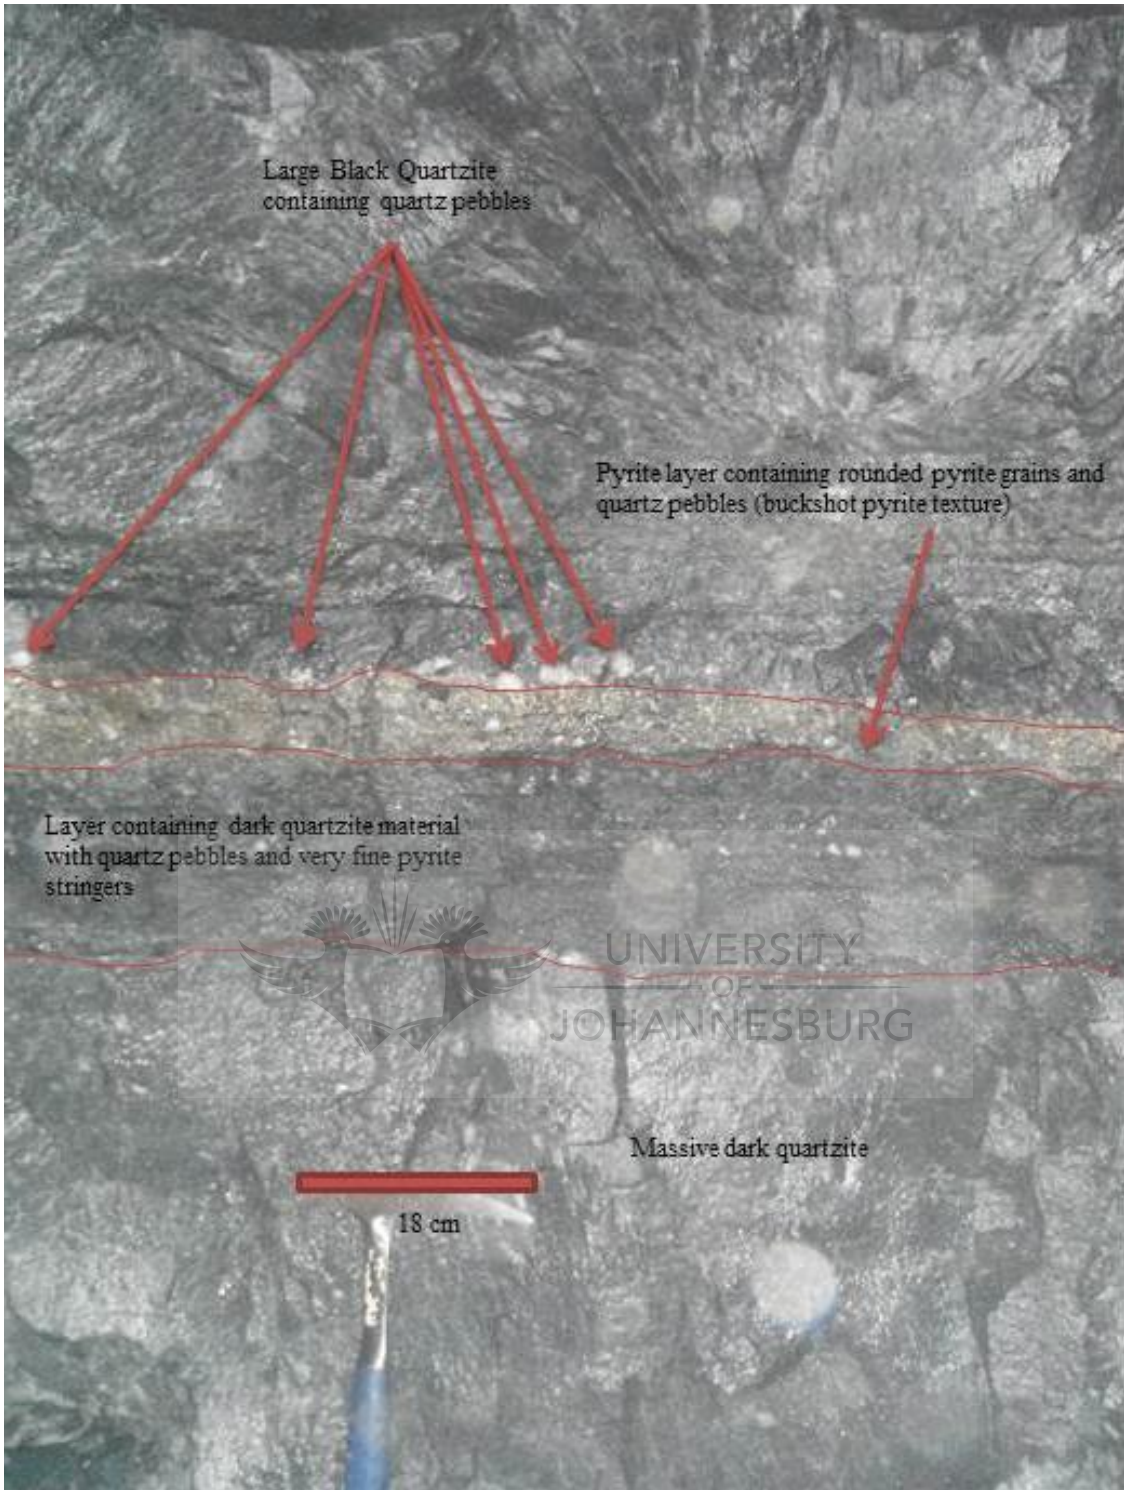 Large Black Quartzite
containing quartz pebbles
Pyrite layer containing rounded pyrite grains and
quartz pebbles (buckshot pyrite texture)
Layer containing dark quartzite material
with quartz pebbles and very fine pyrite
stringers
UNIVERSITY
OF
JOHANNESBURG
Massive dark quartzite
18 cm